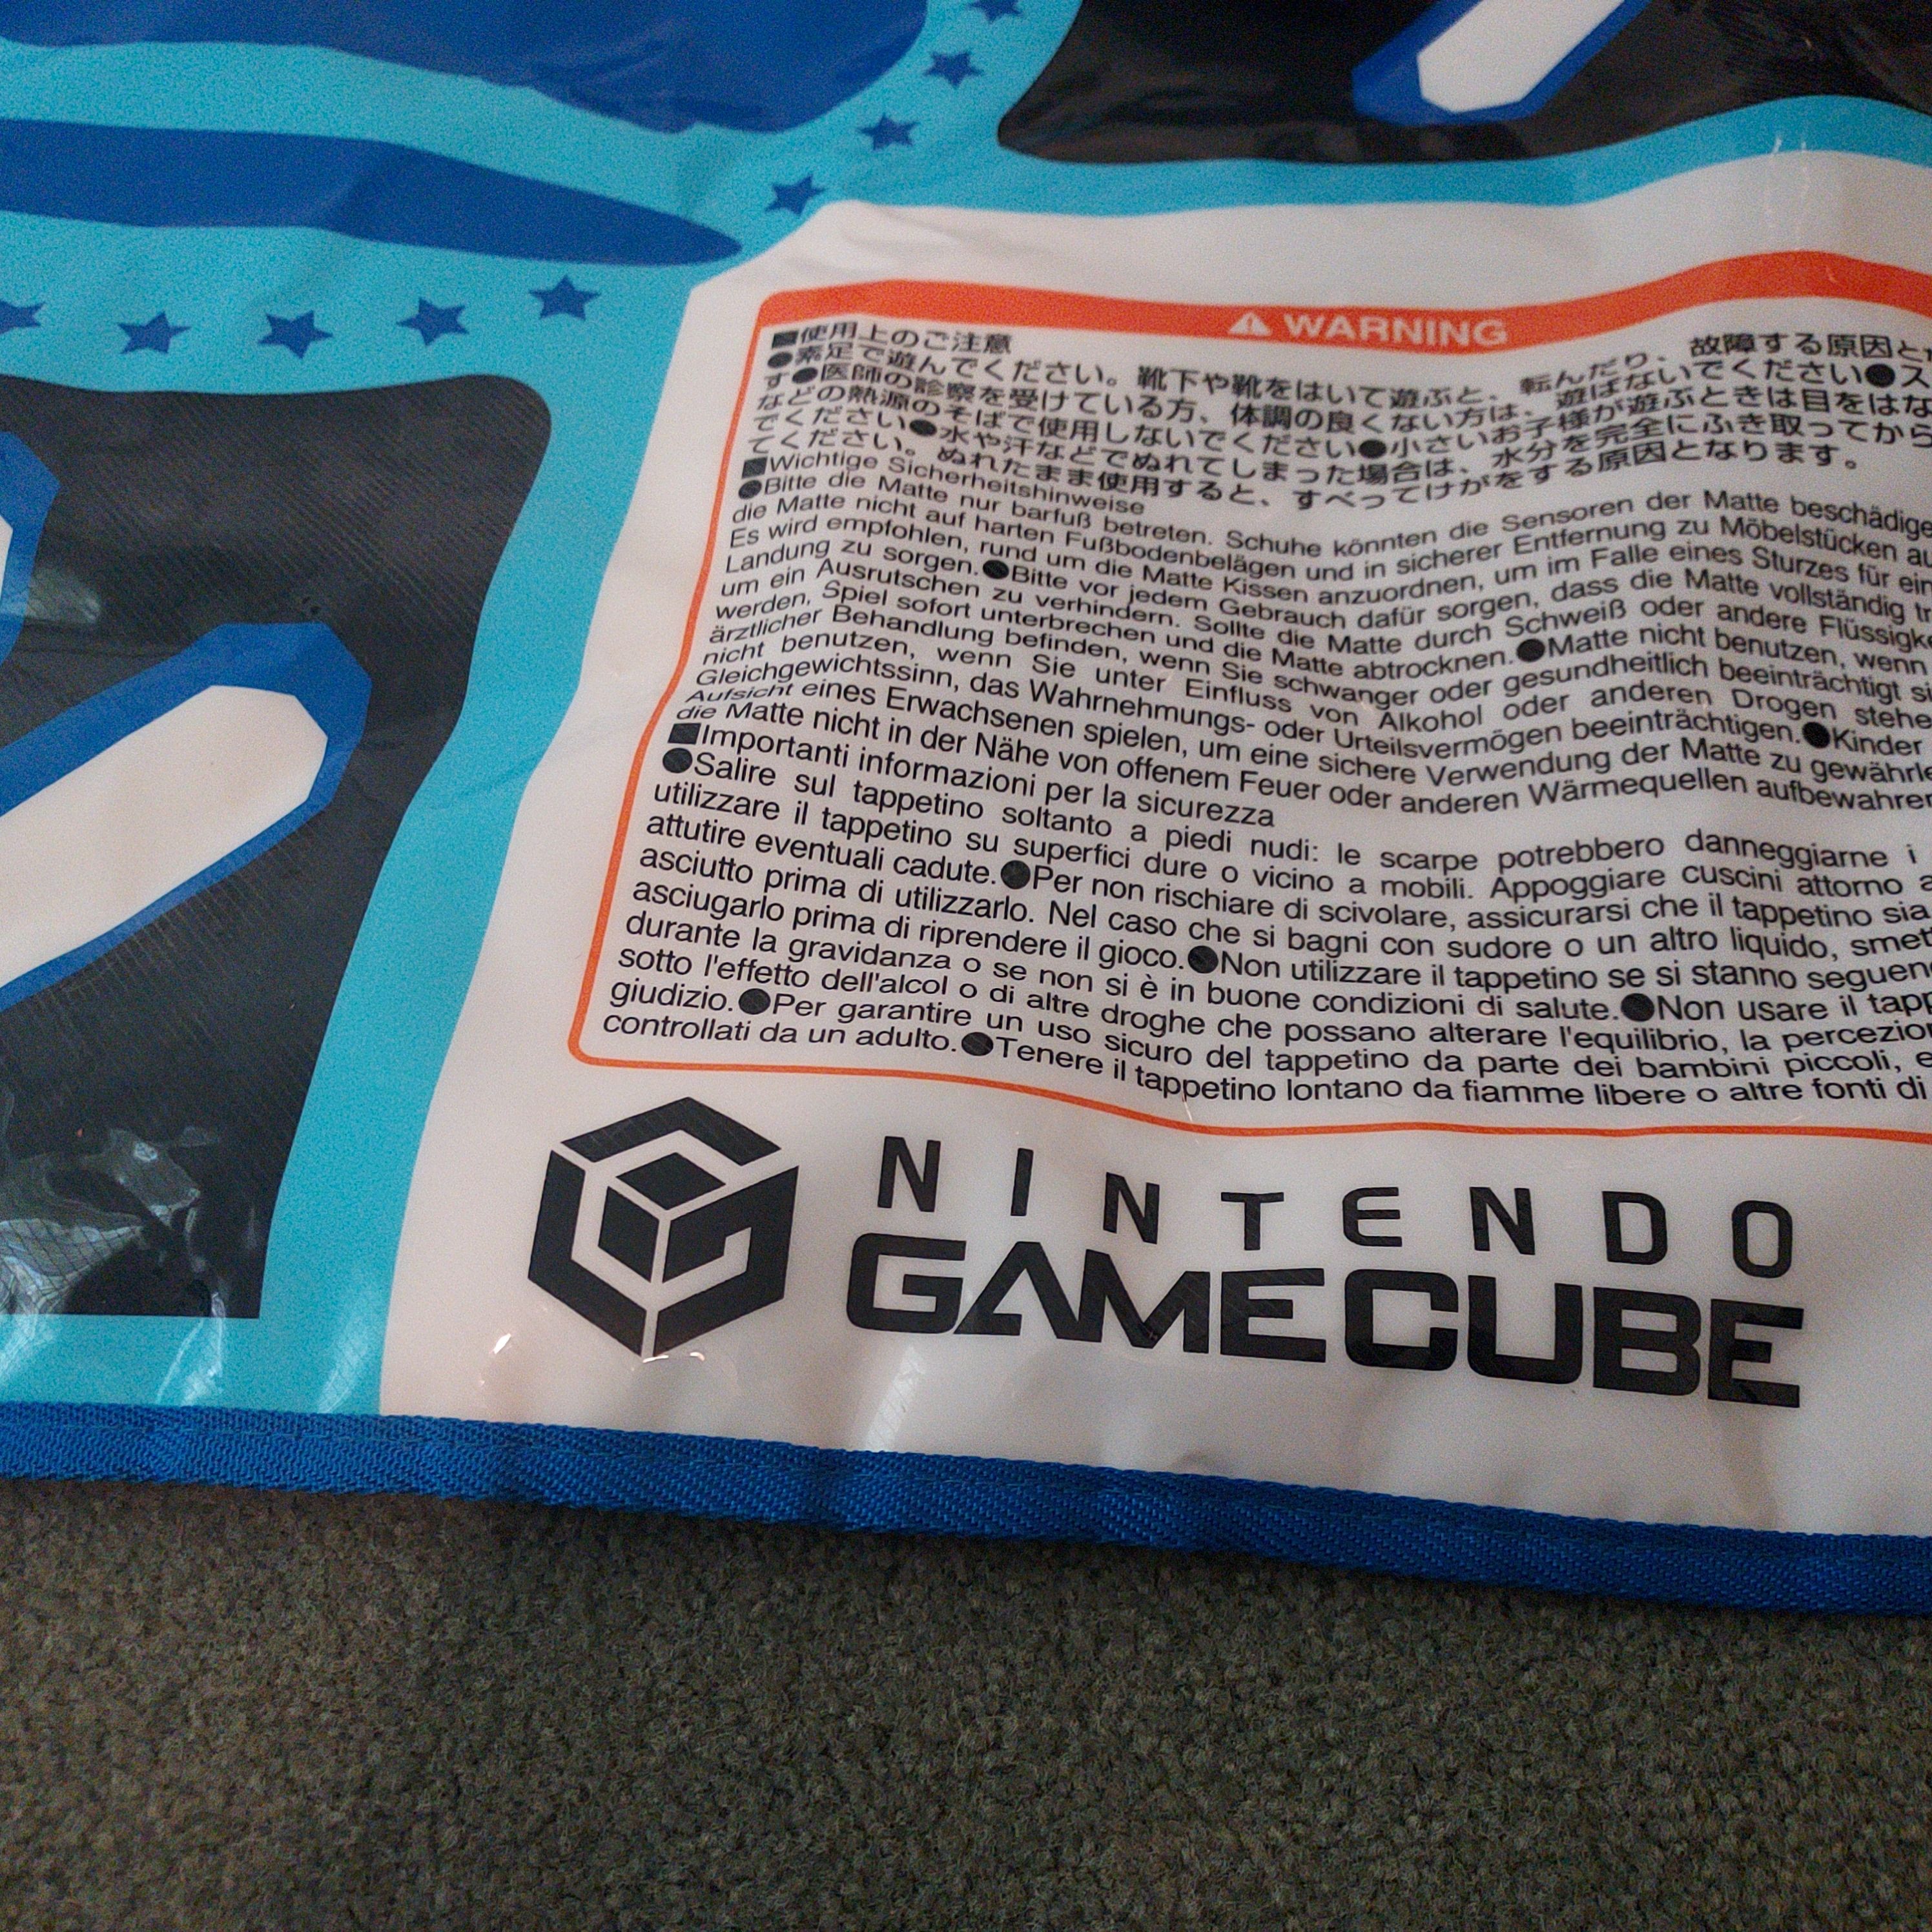 WARNING
■使用上のご注意
●素足で遊んでください。靴下や靴をはいて遊ぶと、転んだり、故障する原因と
す●医師の診察を受けている方、体調の良くない方は、遊ばないでください●ス
などの熱源のそばで使用しないでください●小さいお子様が遊ぶときは目をはな
でください●水や汗などでぬれてしまった場合は、水分を完全にふき取ってから
てください。ぬれたまま使用すると、すべってけがをする原因となります。
■Wichtige Sicherheitshinweise
●Bitte die Matte nur barfuß betreten. Schuhe könnten die Sensoren der Matte beschädige
die Matte nicht auf harten Fußbodenbelägen und in sicherer Entfernung zu Möbelstücken au
Es wird empfohlen, rund um die Matte Kissen anzuordnen, um im Falle eines Sturzes für ein
Landung zu sorgen.●Bitte vor jedem Gebrauch dafür sorgen, dass die Matte vollständig tr
um ein Ausrutschen zu verhindern. Sollte die Matte durch Schweiß oder andere Flüssigke
werden, Spiel sofort unterbrechen und die Matte abtrocknen.●Matte nicht benutzen, wenn
ärztlicher Behandlung befinden, wenn Sie schwanger oder gesundheitlich beeinträchtigt si
nicht benutzen, wenn Sie unter Einfluss von Alkohol oder anderen Drogen stehe
Gleichgewichtssinn, das Wahrnehmungs- oder Urteilsvermögen beeinträchtigen.●Kinder
Aufsicht eines Erwachsenen spielen, um eine sichere Verwendung der Matte zu gewährle
die Matte nicht in der Nähe von offenem Feuer oder anderen Wärmequellen aufbewahren
■Importanti informazioni per la sicurezza
●Salire sul tappetino soltanto a piedi nudi: le scarpe potrebbero danneggiarne i
utilizzare il tappetino su superfici dure o vicino a mobili. Appoggiare cuscini attorno a
attutire eventuali cadute.●Per non rischiare di scivolare, assicurarsi che il tappetino sia
asciutto prima di utilizzarlo. Nel caso che si bagni con sudore o un altro liquido, smet
asciugarlo prima di riprendere il gioco.●Non utilizzare il tappetino se si stanno seguen
durante la gravidanza o se non si è in buone condizioni di salute.●Non usare il tapp
sotto l'effetto dell'alcol o di altre droghe che possano alterare l'equilibrio, la percezion
giudizio.●Per garantire un uso sicuro del tappetino da parte dei bambini piccoli, e
controllati da un adulto.●Tenere il tappetino lontano da fiamme libere o altre fonti di
NINTENDO
GAMECUBE